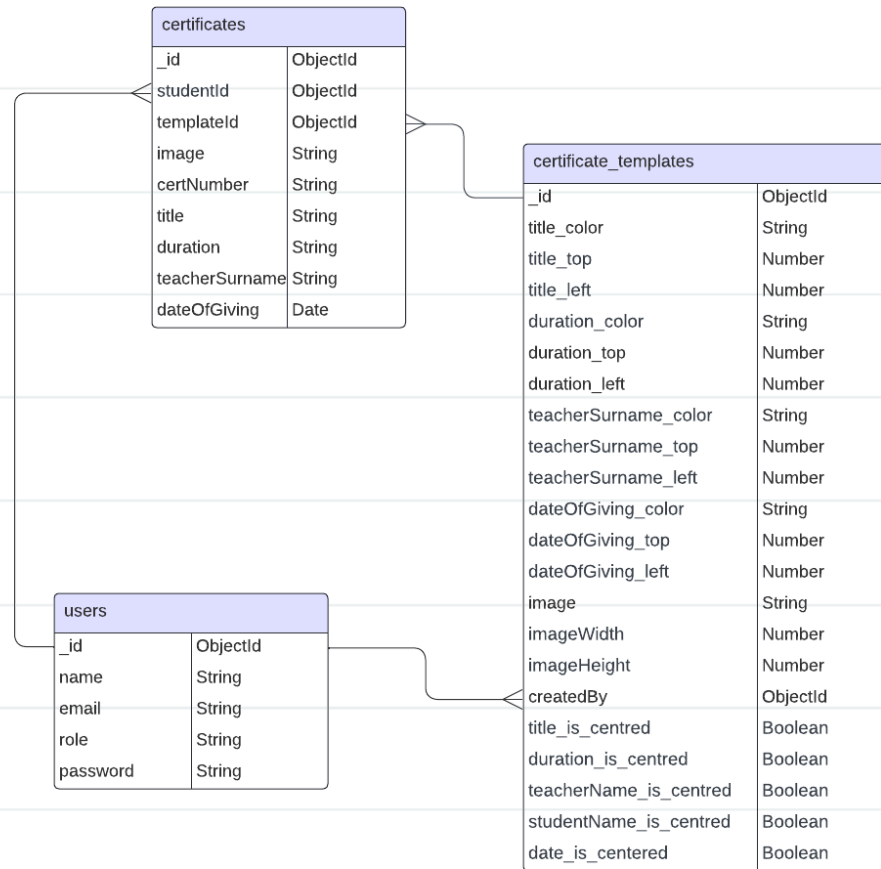 certificates
_id ObjectId
studentId ObjectId
templateId ObjectId
image String
certNumber String
title String
duration String
teacherSurname String
dateOfGiving Date
certificate_templates
_id ObjectId
title_color String
title_top Number
title_left Number
duration_color String
duration_top Number
duration_left Number
teacherSurname_color String
teacherSurname_top Number
teacherSurname_left Number
dateOfGiving_color String
dateOfGiving_top Number
dateOfGiving_left Number
image String
imageWidth Number
imageHeight Number
createdBy ObjectId
title_is_centred Boolean
duration_is_centred Boolean
teacherName_is_centred Boolean
studentName_is_centred Boolean
date_is_centered Boolean
users
_id ObjectId
name String
email String
role String
password String